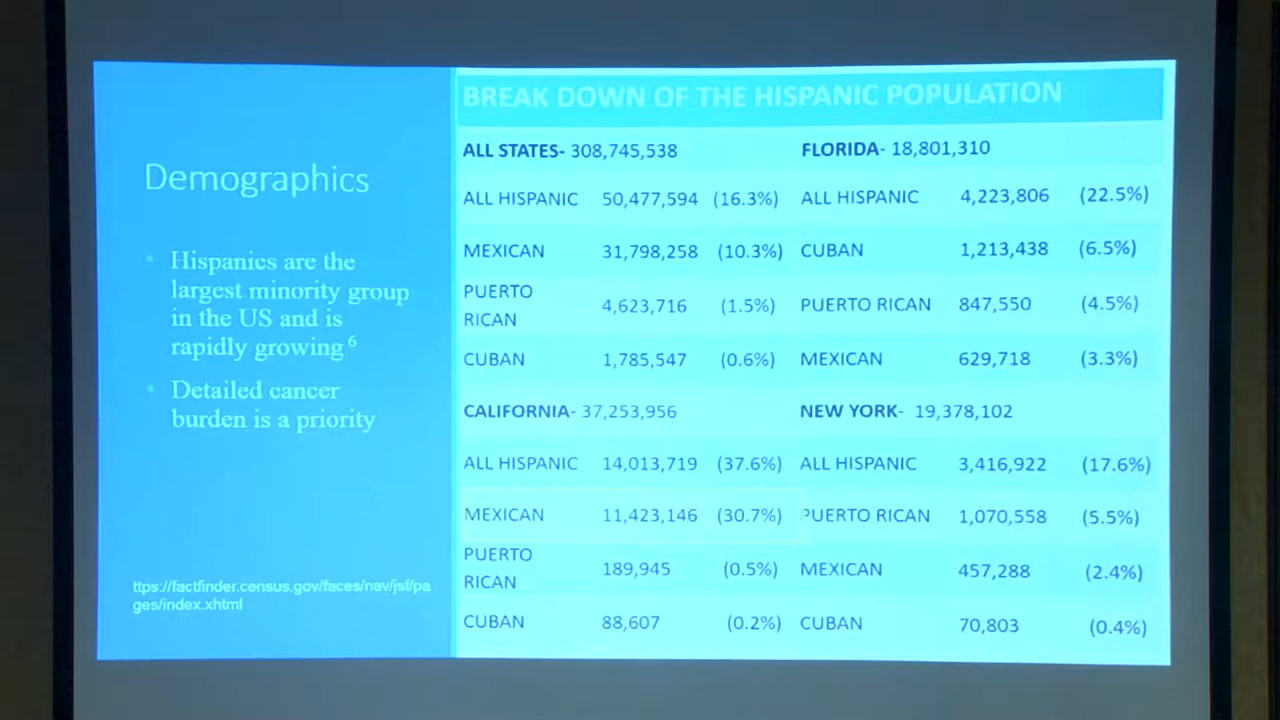 Demographics
• Hispanics are the
largest minority group
in the US and is
rapidly growing 6
• Detailed cancer
burden is a priority
ttps://factfinder.census.gov/faces/nav/jsf/pa
ges/index.xhtml
BREAK DOWN OF THE HISPANIC POPULATION
ALL STATES- 308,745,538 FLORIDA- 18,801,310
ALL HISPANIC 50,477,594 (16.3%) ALL HISPANIC 4,223,806 (22.5%)
MEXICAN 31,798,258 (10.3%) CUBAN 1,213,438 (6.5%)
PUERTO
RICAN 4,623,716 (1.5%) PUERTO RICAN 847,550 (4.5%)
CUBAN 1,785,547 (0.6%) MEXICAN 629,718 (3.3%)
CALIFORNIA- 37,253,956 NEW YORK- 19,378,102
ALL HISPANIC 14,013,719 (37.6%) ALL HISPANIC 3,416,922 (17.6%)
MEXICAN 11,423,146 (30.7%) PUERTO RICAN 1,070,558 (5.5%)
PUERTO
RICAN 189,945 (0.5%) MEXICAN 457,288 (2.4%)
CUBAN 88,607 (0.2%) CUBAN 70,803 (0.4%)